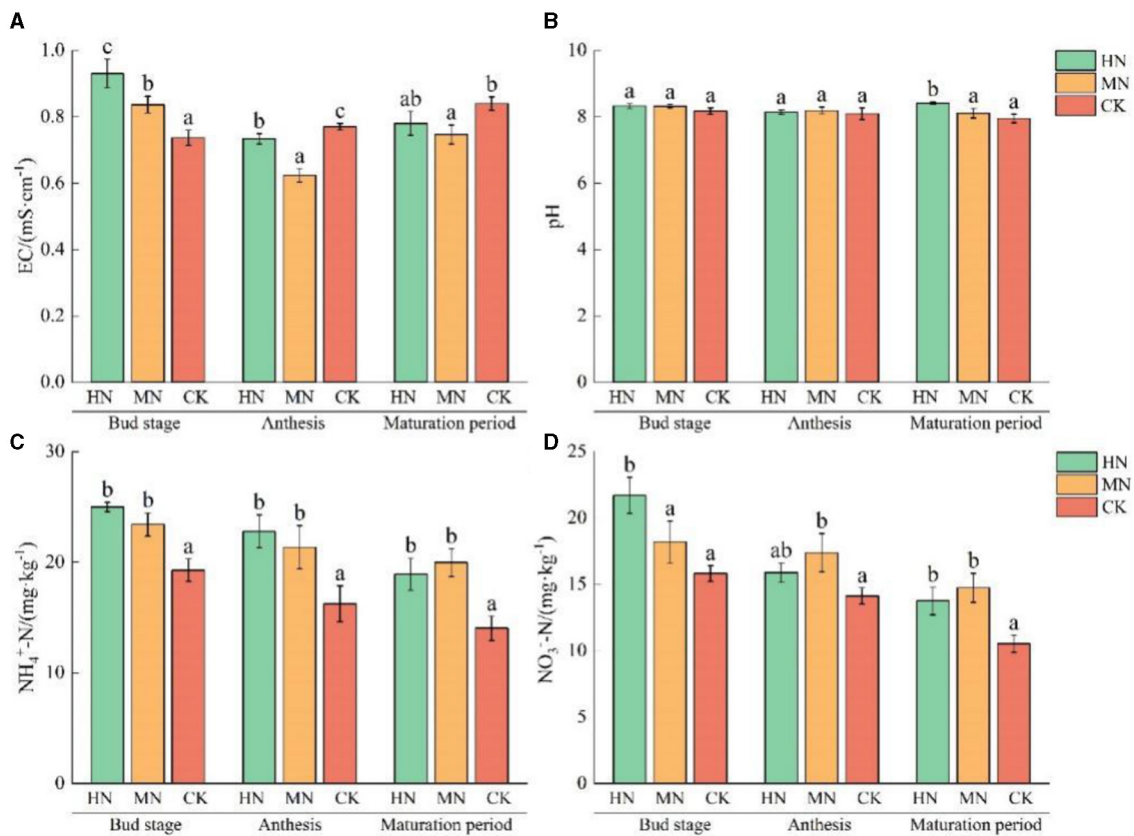 A
EC/(mS·cm⁻¹)
1.0
0.8
0.6
0.4
0.2
0.0
c b a
b a c
ab a b
HN MN CK HN MN CK HN MN CK
Bud stage Anthesis Maturation period
B
pH
10
8
6
4
2
0
a a a
a a a
b a a
HN MN CK HN MN CK HN MN CK
Bud stage Anthesis Maturation period
HN
MN
CK
C
NH₄⁺-N/(mg·kg⁻¹)
30
20
10
0
b b a
b b a
b b a
HN MN CK HN MN CK HN MN CK
Bud stage Anthesis Maturation period
D
NO₃⁻-N/(mg·kg⁻¹)
25
20
15
10
5
0
b a a
ab b a
b b a
HN MN CK HN MN CK HN MN CK
Bud stage Anthesis Maturation period
HN
MN
CK